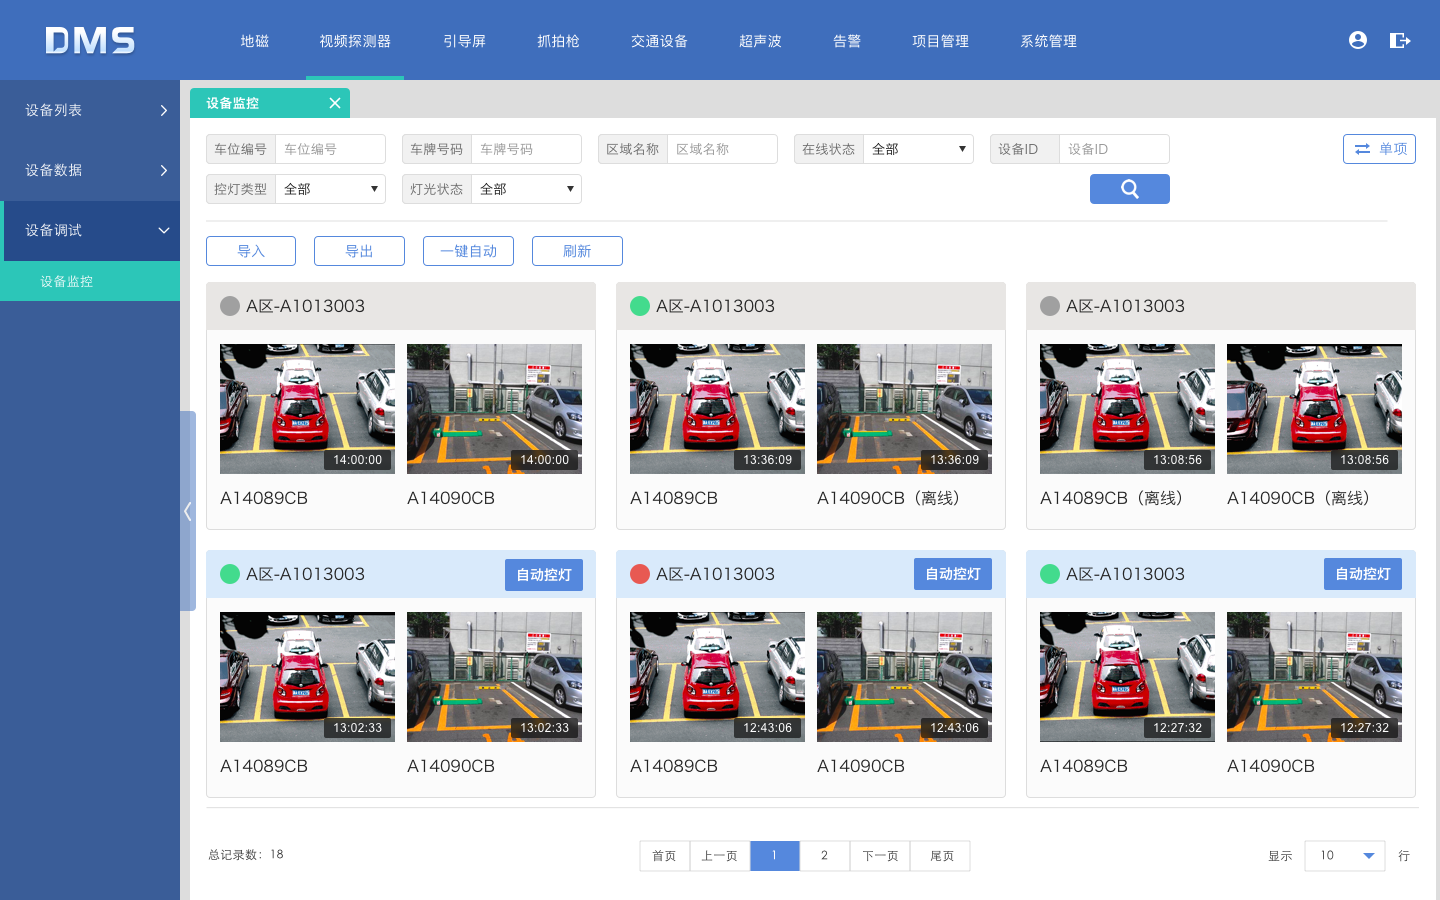 DMS
地磁 视频探测器 引导屏 抓拍枪 交通设备 超声波 告警 项目管理 系统管理
设备列表
设备数据
设备调试
设备监控
设备监控
车位编号 车位编号 车牌号码 车牌号码 区域名称 区域名称 在线状态 全部 设备ID 设备ID 单项
控灯类型 全部 灯光状态 全部
导入 导出 一键自动 刷新
A区-A1013003
14:00:00 14:00:00
A14089CB A14090CB
A区-A1013003
13:36:09 13:36:09
A14089CB A14090CB（离线）
A区-A1013003
13:08:56 13:08:56
A14089CB（离线） A14090CB（离线）
A区-A1013003 自动控灯
13:02:33 13:02:33
A14089CB A14090CB
A区-A1013003 自动控灯
12:43:06 12:43:06
A14089CB A14090CB
A区-A1013003 自动控灯
12:27:32 12:27:32
A14089CB A14090CB
总记录数：18 首页 上一页 1 2 下一页 尾页 显示 10 行